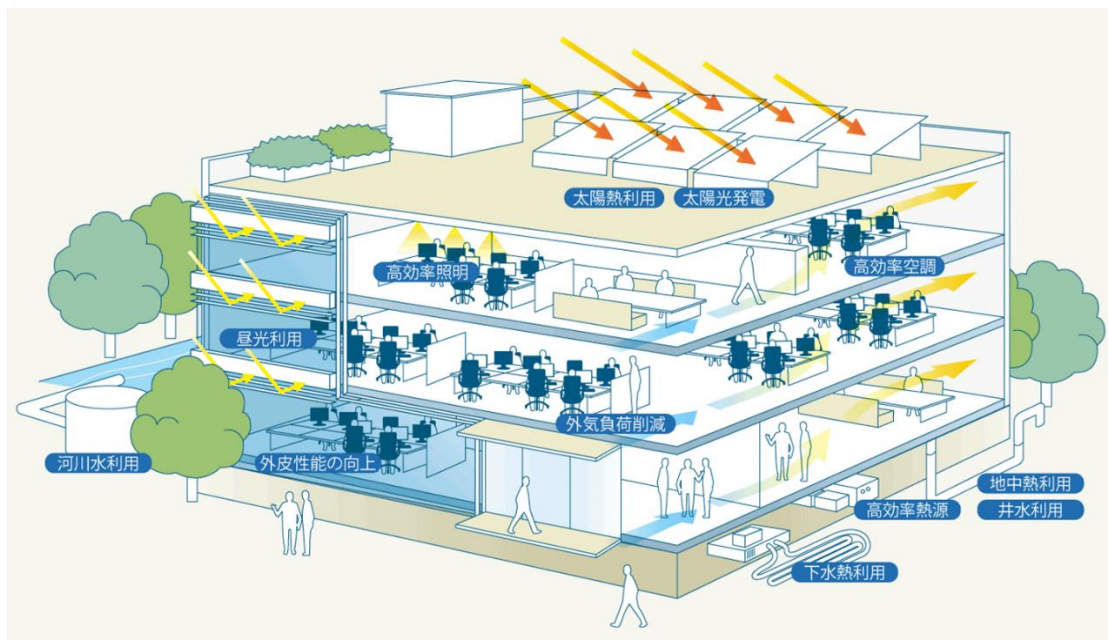 太陽熱利用
太陽光発電
高効率照明
高効率空調
昼光利用
外気負荷削減
河川水利用
外皮性能の向上
地中熱利用
高効率熱源
井水利用
下水熱利用